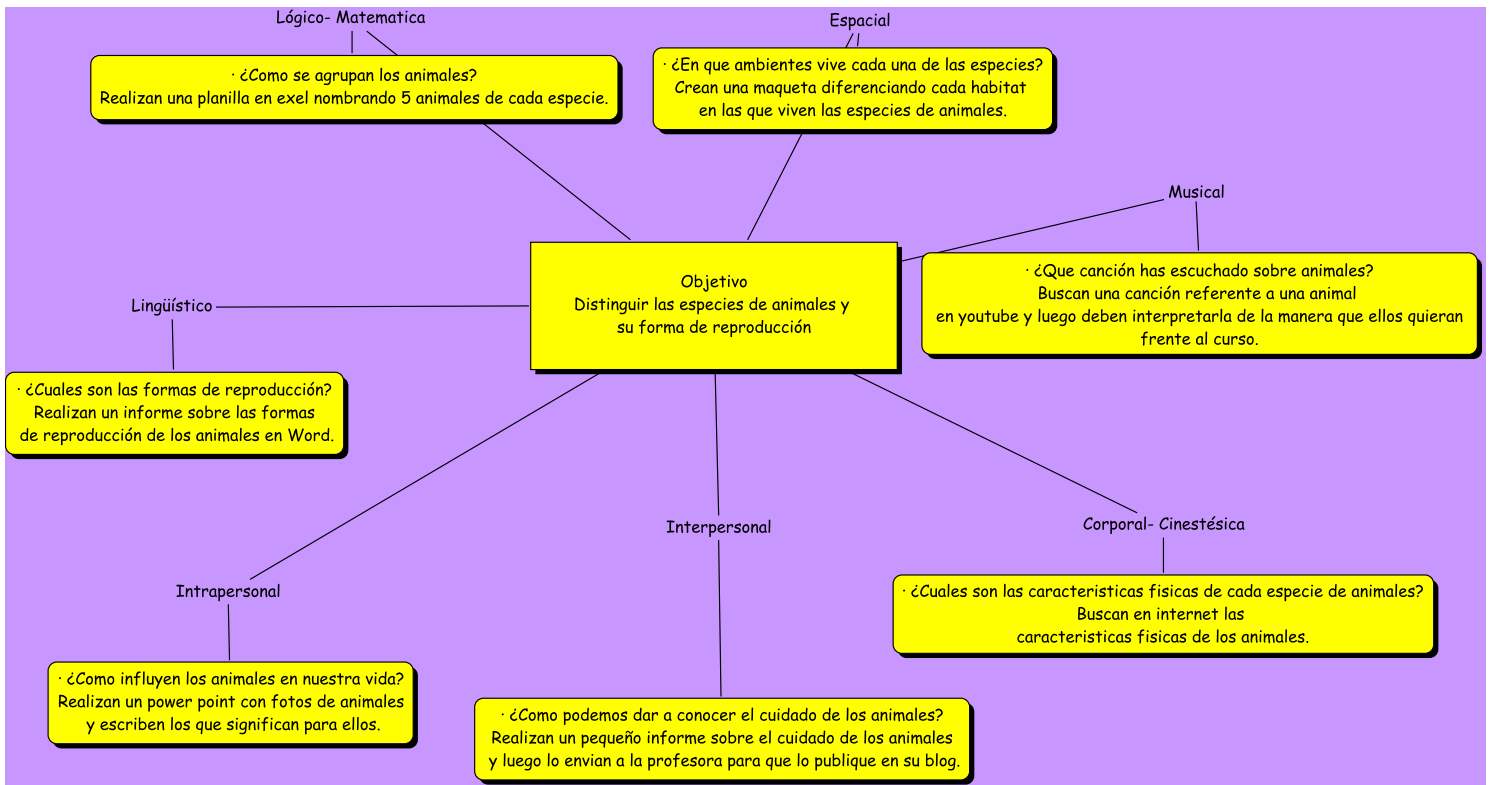 Lógico- Matematica
· ¿Como se agrupan los animales?
Realizan una planilla en exel nombrando 5 animales de cada especie.
Espacial
· ¿En que ambientes vive cada una de las especies?
Crean una maqueta diferenciando cada habitat
en las que viven las especies de animales.
Musical
· ¿Que canción has escuchado sobre animales?
Buscan una canción referente a una animal
en youtube y luego deben interpretarla de la manera que ellos quieran
frente al curso.
Objetivo
Distinguir las especies de animales y
su forma de reproducción
Lingüístico
· ¿Cuales son las formas de reproducción?
Realizan un informe sobre las formas
de reproducción de los animales en Word.
Intrapersonal
· ¿Como influyen los animales en nuestra vida?
Realizan un power point con fotos de animales
y escriben los que significan para ellos.
Interpersonal
· ¿Como podemos dar a conocer el cuidado de los animales?
Realizan un pequeño informe sobre el cuidado de los animales
y luego lo envian a la profesora para que lo publique en su blog.
Corporal- Cinestésica
· ¿Cuales son las caracteristicas fisicas de cada especie de animales?
Buscan en internet las
caracteristicas fisicas de los animales.